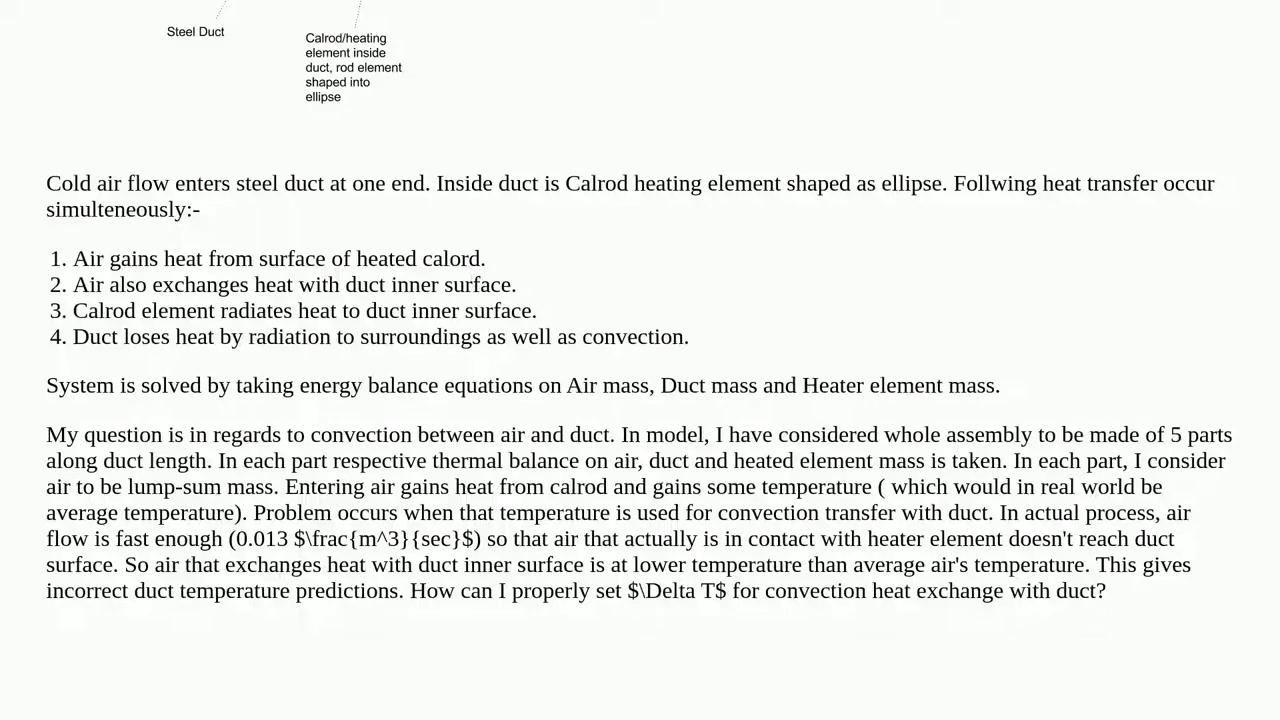 Steel Duct
Calrod/heating
element inside
duct, rod element
shaped into
ellipse
Cold air flow enters steel duct at one end. Inside duct is Calrod heating element shaped as ellipse. Follwing heat transfer occur
simulteneously:-
1. Air gains heat from surface of heated calord.
2. Air also exchanges heat with duct inner surface.
3. Calrod element radiates heat to duct inner surface.
4. Duct loses heat by radiation to surroundings as well as convection.
System is solved by taking energy balance equations on Air mass, Duct mass and Heater element mass.
My question is in regards to convection between air and duct. In model, I have considered whole assembly to be made of 5 parts
along duct length. In each part respective thermal balance on air, duct and heated element mass is taken. In each part, I consider
air to be lump-sum mass. Entering air gains heat from calrod and gains some temperature ( which would in real world be
average temperature). Problem occurs when that temperature is used for convection transfer with duct. In actual process, air
flow is fast enough (0.013 $\frac{m^3}{sec}$) so that air that actually is in contact with heater element doesn't reach duct
surface. So air that exchanges heat with duct inner surface is at lower temperature than average air's temperature. This gives
incorrect duct temperature predictions. How can I properly set $\Delta T$ for convection heat exchange with duct?